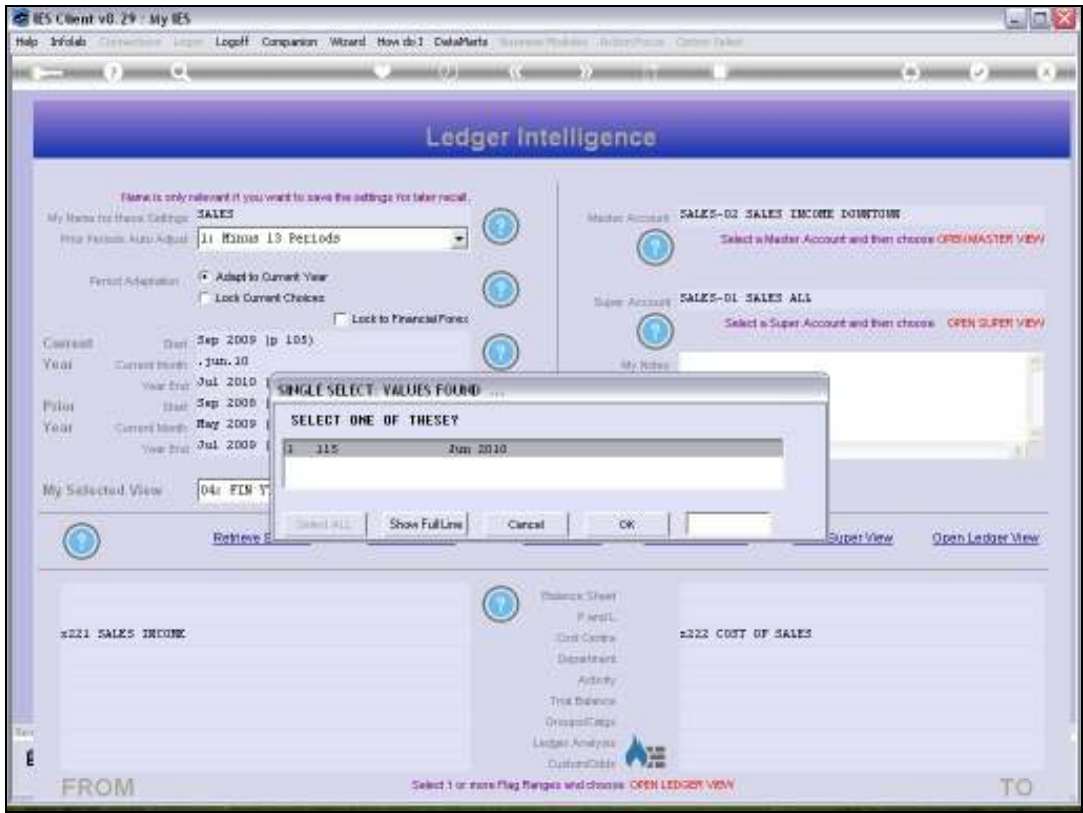 IES Client v8.29 : My IES
Help Infolab Connections Logon Logoff Companion Wizard How do I DataMarts
Ledger Intelligence
Name is only relevant if you want to save the settings for later recall.
My Name for these Settings SALES
Prior Periods Auto Adjust 1: Minus 13 Periods
Master Account SALES-02 SALES INCOME DOWNTOWN
Select a Master Account and then choose OPEN MASTER VIEW
Period Adaptation Adapt to Current Year
Lock Current Choices
Lock to Financial Forex
Super Account SALES-01 SALES ALL
Select a Super Account and then choose OPEN SUPER VIEW
Current Start Sep 2009 (p 105)
Year Current Month .jun.10
My Notes
Year End Jul 2010
Prior Start Sep 2008
Year Current Month May 2009
Year End Jul 2009
My Selected View 04: FIN Y
SINGLE SELECT: VALUES FOUND ...
SELECT ONE OF THESE?
1 115 Jun 2010
Select ALL Show Full Line Cancel OK
Retrieve S
Super View Open Ledger View
Balance Sheet
P and L
x221 SALES INCOME
Cost Centre
x222 COST OF SALES
Department
Activity
Trial Balance
Ledger Analysis
FROM
Select 1 or more Flag Ranges and choose OPEN LEDGER VIEW
TO